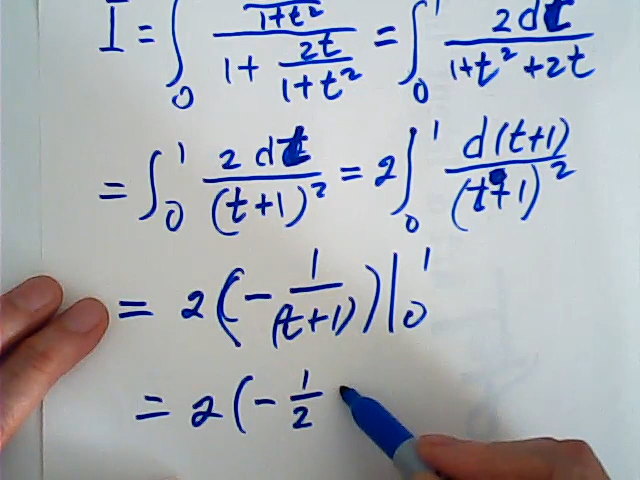 I = ∫₀ 1+t² / (1 + 2t/(1+t²)) = ∫₀¹ 2dt/(1+t²+2t)
= ∫₀¹ 2dt/(t+1)² = 2∫₀¹ d(t+1)/(t+1)²
= 2(-1/(t+1))|₀¹
= 2(-1/2